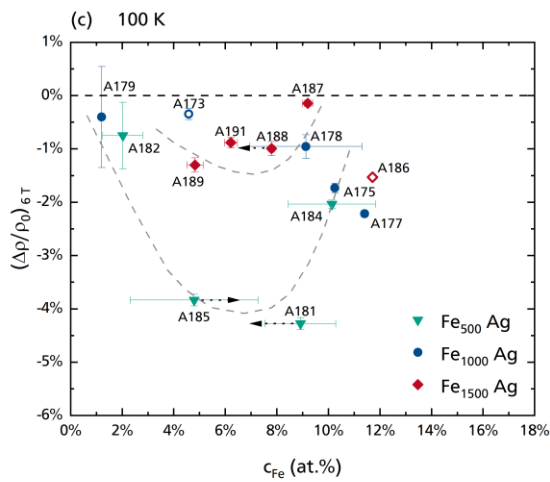 (c) 100 K
1%
0%
-1%
-2%
-3%
-4%
-5%
-6%
(Δρ/ρ₀)₆ T
A179
A182
A173
A187
A191
A188
A178
A189
A186
A175
A184
A177
A185
A181
Fe₅₀₀ Ag
Fe₁₀₀₀ Ag
Fe₁₅₀₀ Ag
0% 2% 4% 6% 8% 10% 12% 14% 16% 18%
c_Fe (at.%)